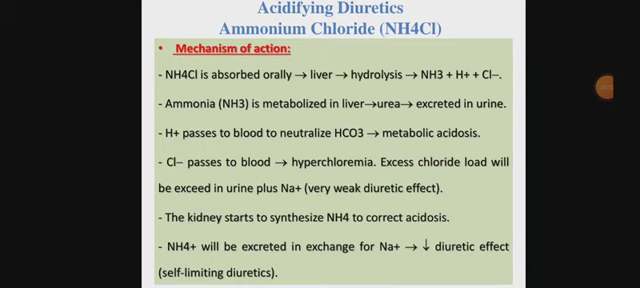 Acidifying Diuretics
Ammonium Chloride (NH4Cl)
• Mechanism of action:
- NH4Cl is absorbed orally → liver → hydrolysis → NH3 + H+ + Cl–.
- Ammonia (NH3) is metabolized in liver→urea→ excreted in urine.
- H+ passes to blood to neutralize HCO3 → metabolic acidosis.
- Cl– passes to blood → hyperchloremia. Excess chloride load will
be exceed in urine plus Na+ (very weak diuretic effect).
- The kidney starts to synthesize NH4 to correct acidosis.
- NH4+ will be excreted in exchange for Na+ → ↓ diuretic effect
(self-limiting diuretics).